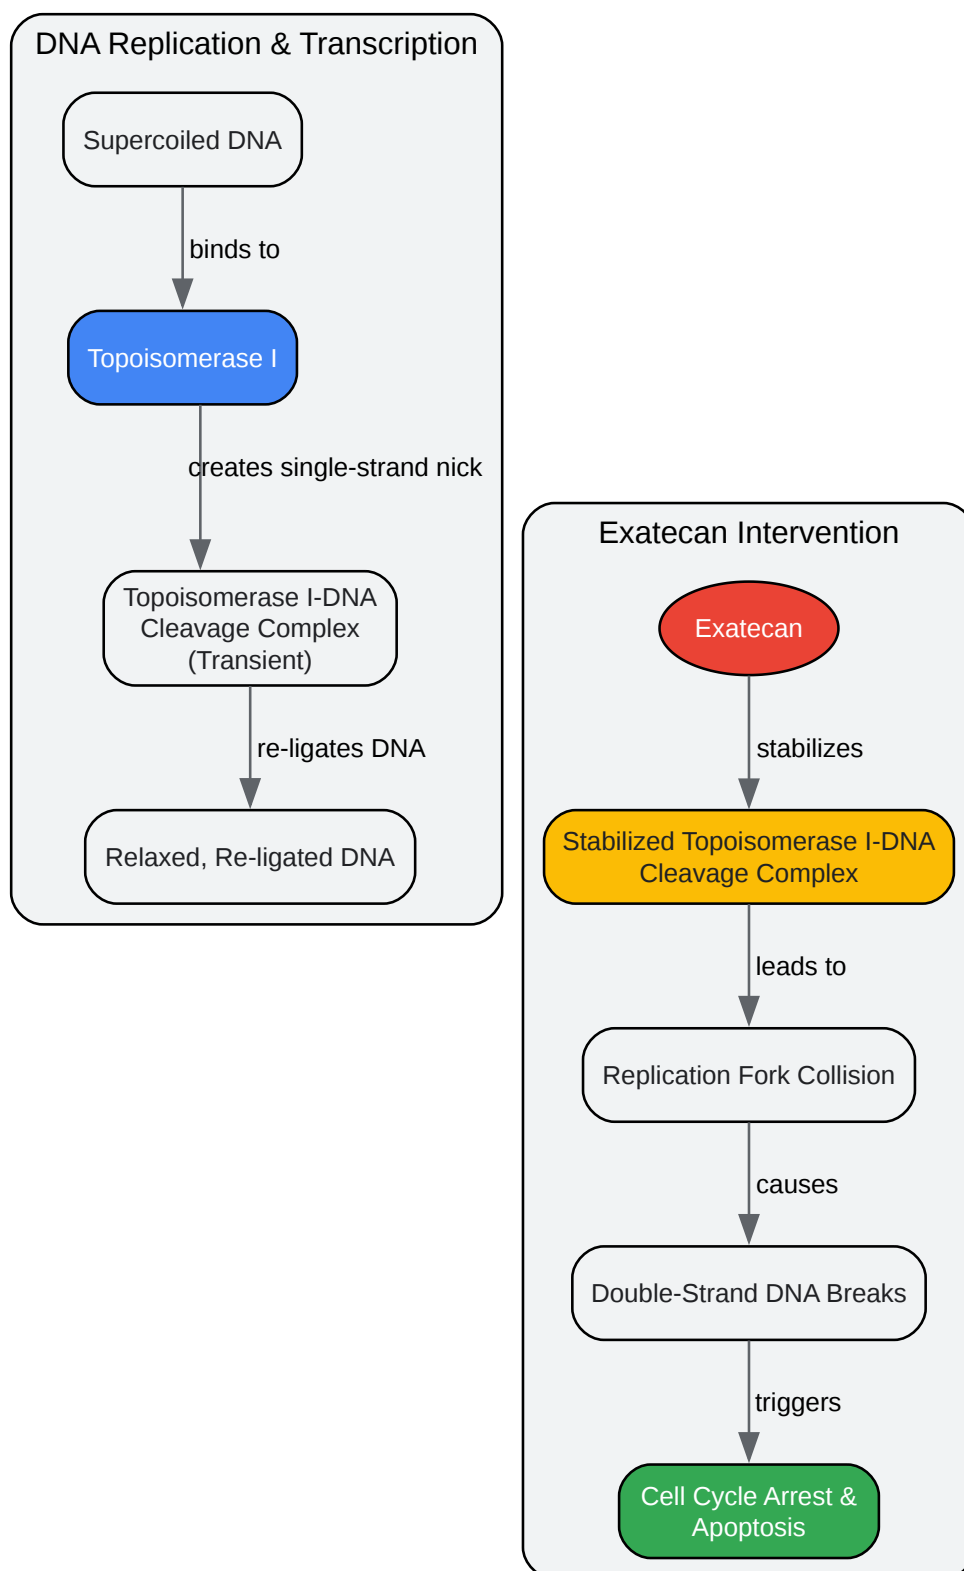 DNA Replication & Transcription
Supercoiled DNA
binds to
Topoisomerase I
creates single-strand nick
Topoisomerase I-DNA
Cleavage Complex
(Transient)
re-ligates DNA
Relaxed, Re-ligated DNA
Exatecan Intervention
Exatecan
stabilizes
Stabilized Topoisomerase I-DNA
Cleavage Complex
leads to
Replication Fork Collision
causes
Double-Strand DNA Breaks
triggers
Cell Cycle Arrest &
Apoptosis